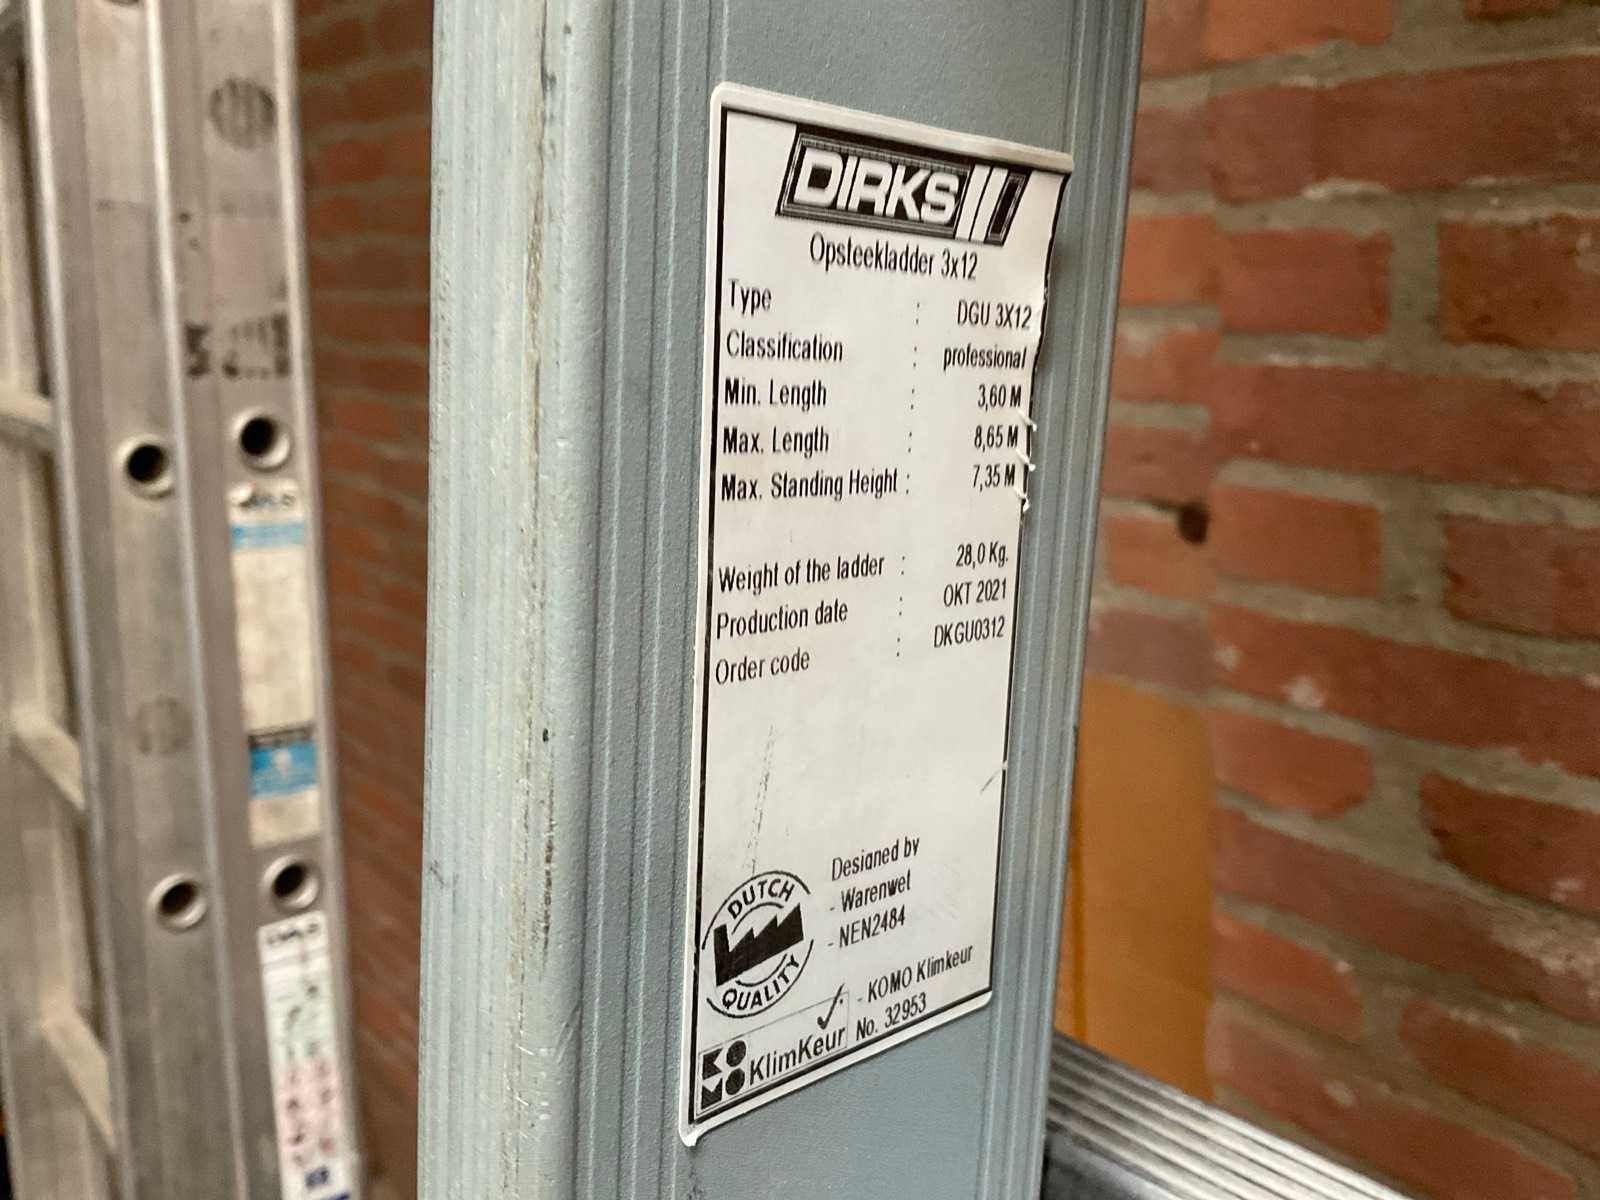 DIRKS
Opsteekladder 3x12
Type : DGU 3X12
Classification : professional
Min. Length : 3,60 M
Max. Length : 8,65 M
Max. Standing Height : 7,35 M
Weight of the ladder : 28,0 Kg.
Production date : OKT 2021
Order code : DKGU0312
Designed by
- Warenwet
- NEN2484
- KOMO Klimkeur
No. 32953
DUTCH
QUALITY
KOMO
KlimKeur